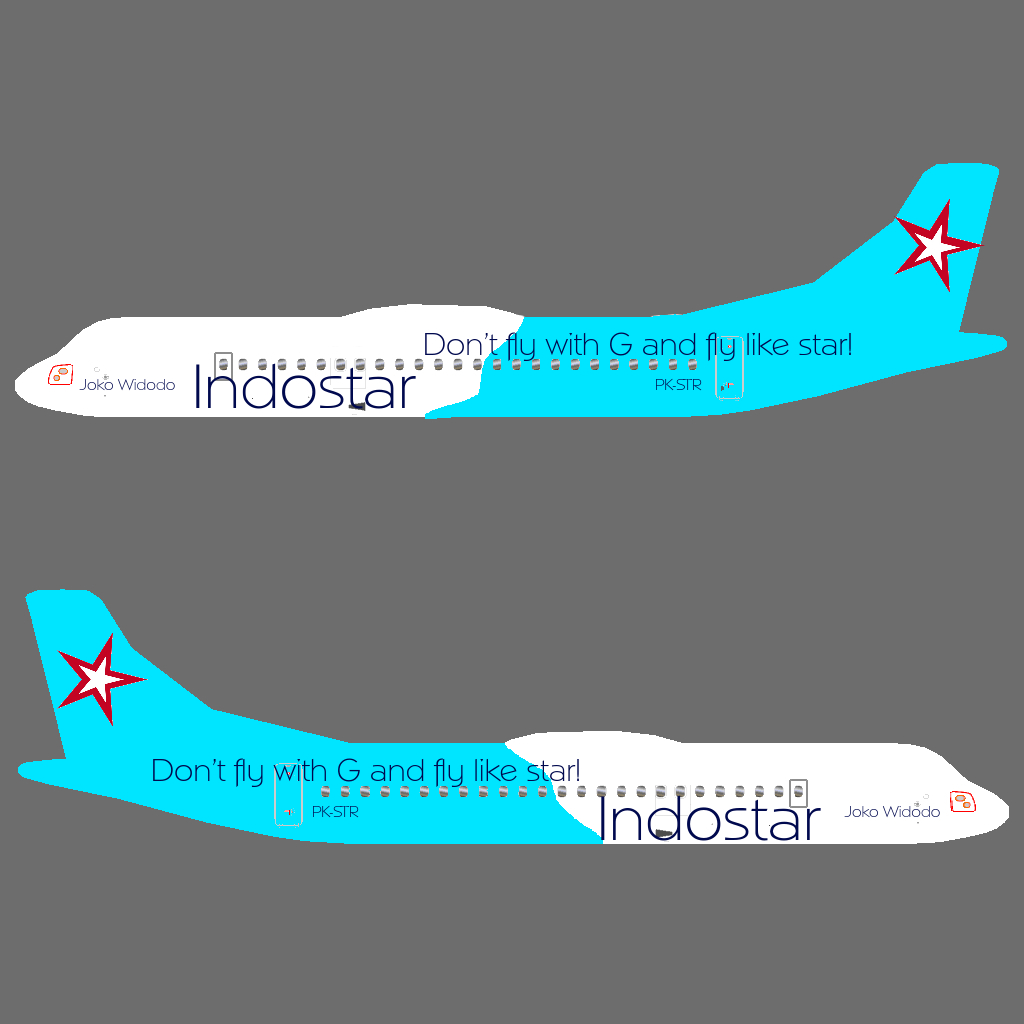 Don't fly with G and fly like star!
Joko Widodo
Indostar
PK-STR
Don't fly with G and fly like star!
PK-STR
Indostar
Joko Widodo